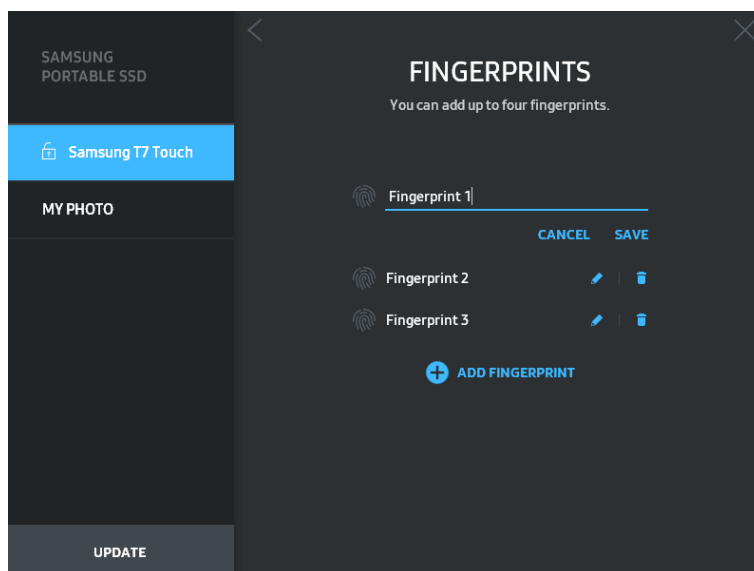 SAMSUNG
PORTABLE SSD
Samsung T7 Touch
MY PHOTO
UPDATE
FINGERPRINTS
You can add up to four fingerprints.
Fingerprint 1
CANCEL SAVE
Fingerprint 2
Fingerprint 3
ADD FINGERPRINT